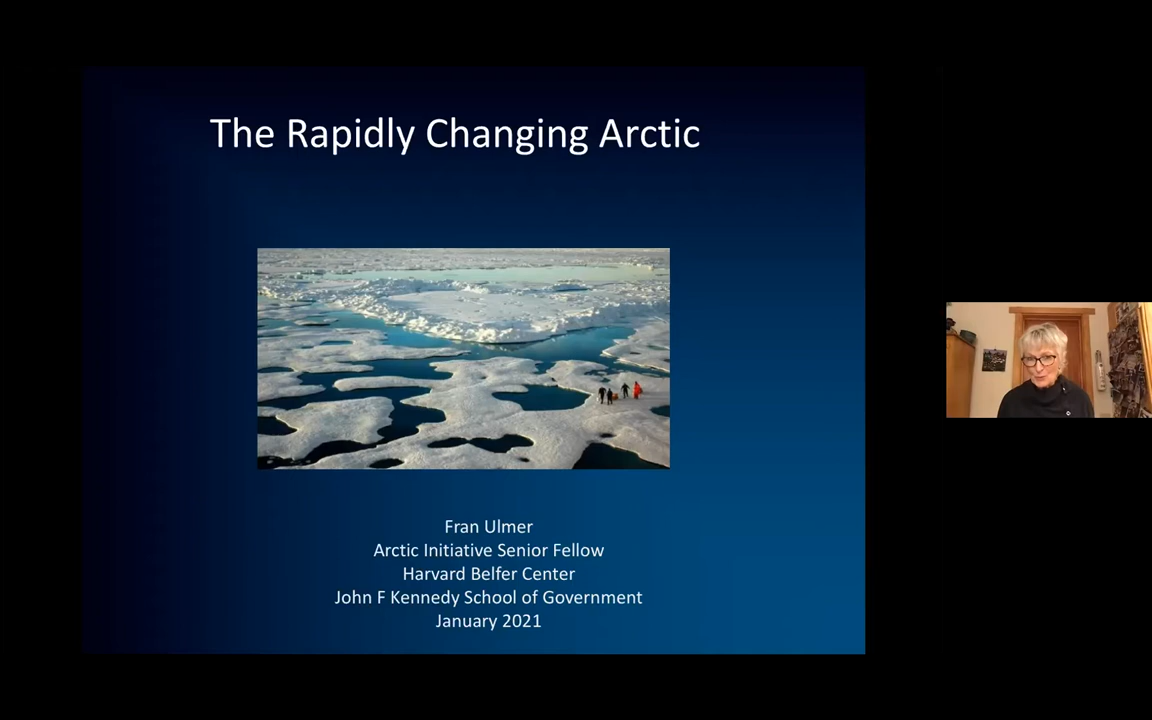 The Rapidly Changing Arctic
Fran Ulmer
Arctic Initiative Senior Fellow
Harvard Belfer Center
John F Kennedy School of Government
January 2021